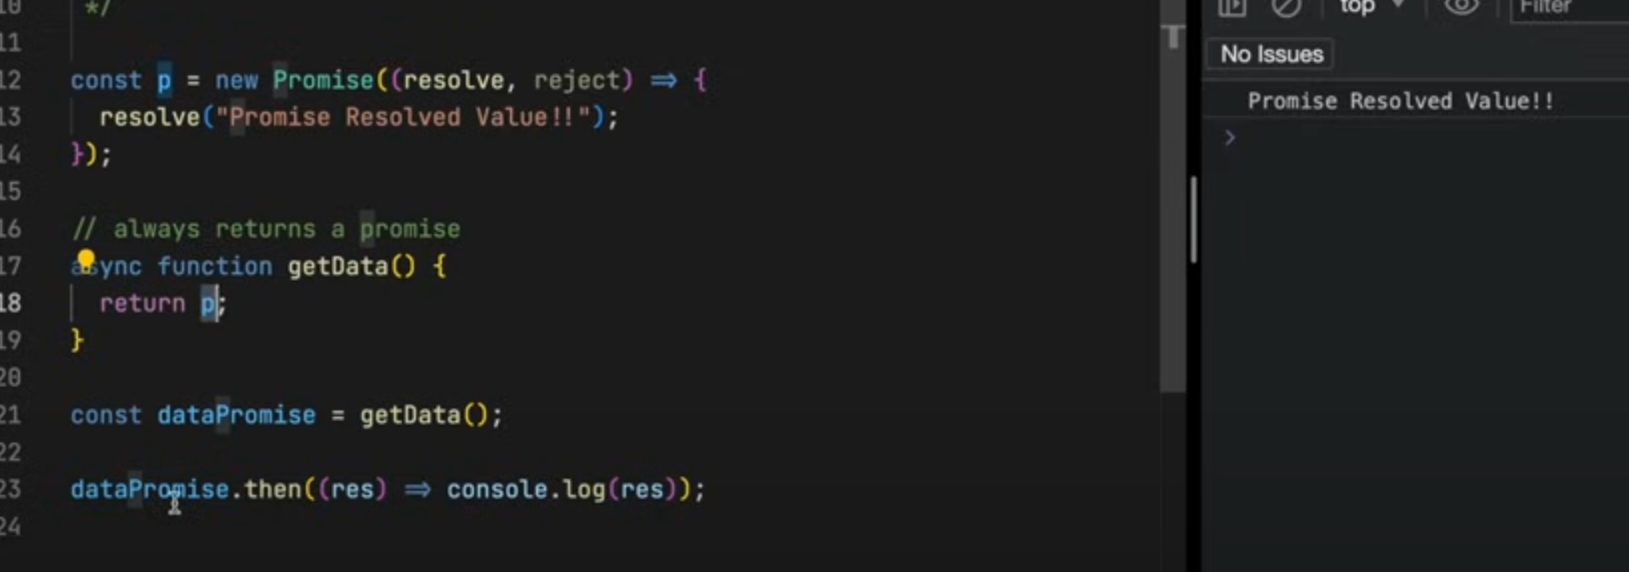 10 */
11
12 const p = new Promise((resolve, reject) => {
13 resolve("Promise Resolved Value!!");
14 });
15
16 // always returns a promise
17 async function getData() {
18 return p;
19 }
20
21 const dataPromise = getData();
22
23 dataPromise.then((res) => console.log(res));
24
top
Filter
No Issues
Promise Resolved Value!!
>